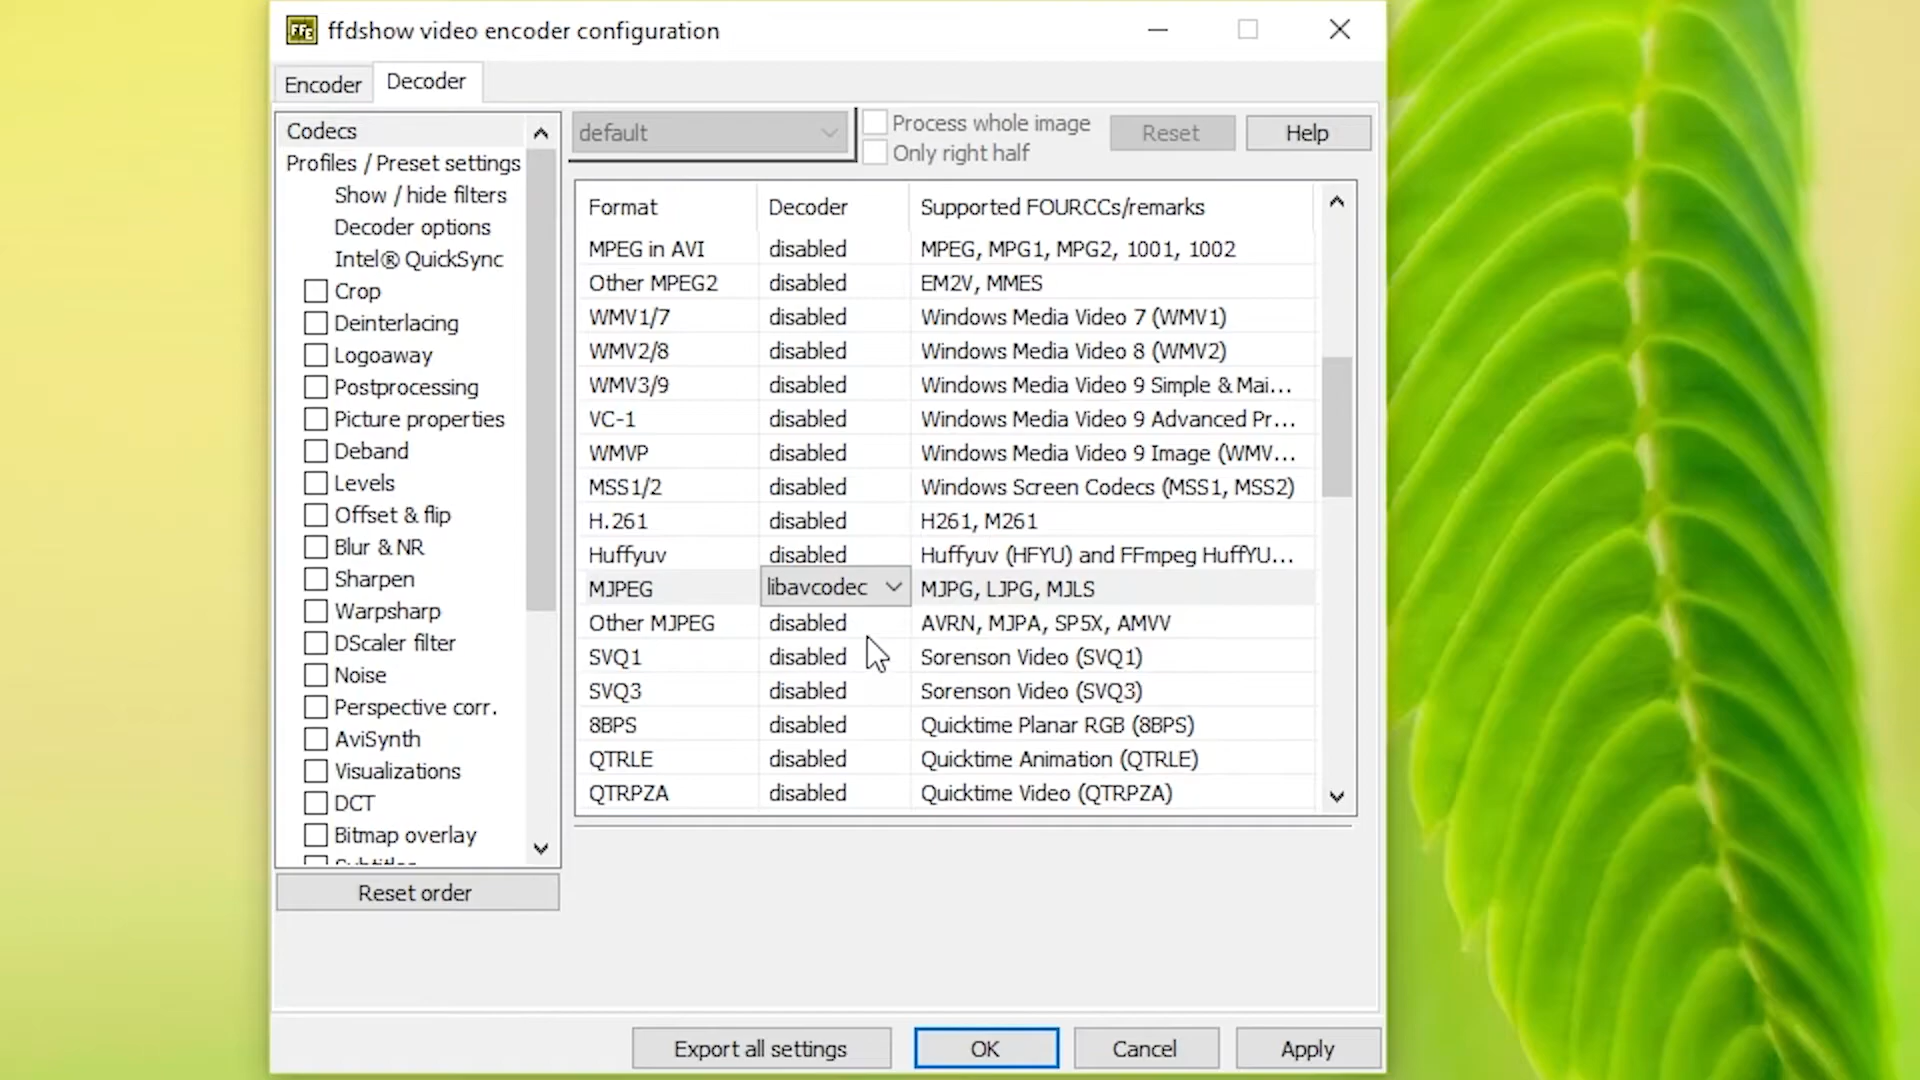 FFE
ffdshow video encoder configuration
Encoder
Decoder
Codecs
Profiles / Preset settings
Show / hide filters
Decoder options
Intel® QuickSync
Crop
Deinterlacing
Logoaway
Postprocessing
Picture properties
Deband
Levels
Offset & flip
Blur & NR
Sharpen
Warpsharp
DScaler filter
Noise
Perspective corr.
AviSynth
Visualizations
DCT
Bitmap overlay
Reset order
default
Process whole image
Only right half
Reset
Help
Format Decoder Supported FOURCCs/remarks
MPEG in AVI disabled MPEG, MPG1, MPG2, 1001, 1002
Other MPEG2 disabled EM2V, MMES
WMV1/7 disabled Windows Media Video 7 (WMV1)
WMV2/8 disabled Windows Media Video 8 (WMV2)
WMV3/9 disabled Windows Media Video 9 Simple & Mai...
VC-1 disabled Windows Media Video 9 Advanced Pr...
WMVP disabled Windows Media Video 9 Image (WMV...
MSS1/2 disabled Windows Screen Codecs (MSS1, MSS2)
H.261 disabled H261, M261
Huffyuv disabled Huffyuv (HFYU) and FFmpeg HuffYU...
MJPEG libavcodec MJPG, LJPG, MJLS
Other MJPEG disabled AVRN, MJPA, SP5X, AMVV
SVQ1 disabled Sorenson Video (SVQ1)
SVQ3 disabled Sorenson Video (SVQ3)
8BPS disabled Quicktime Planar RGB (8BPS)
QTRLE disabled Quicktime Animation (QTRLE)
QTRPZA disabled Quicktime Video (QTRPZA)
Export all settings
OK
Cancel
Apply